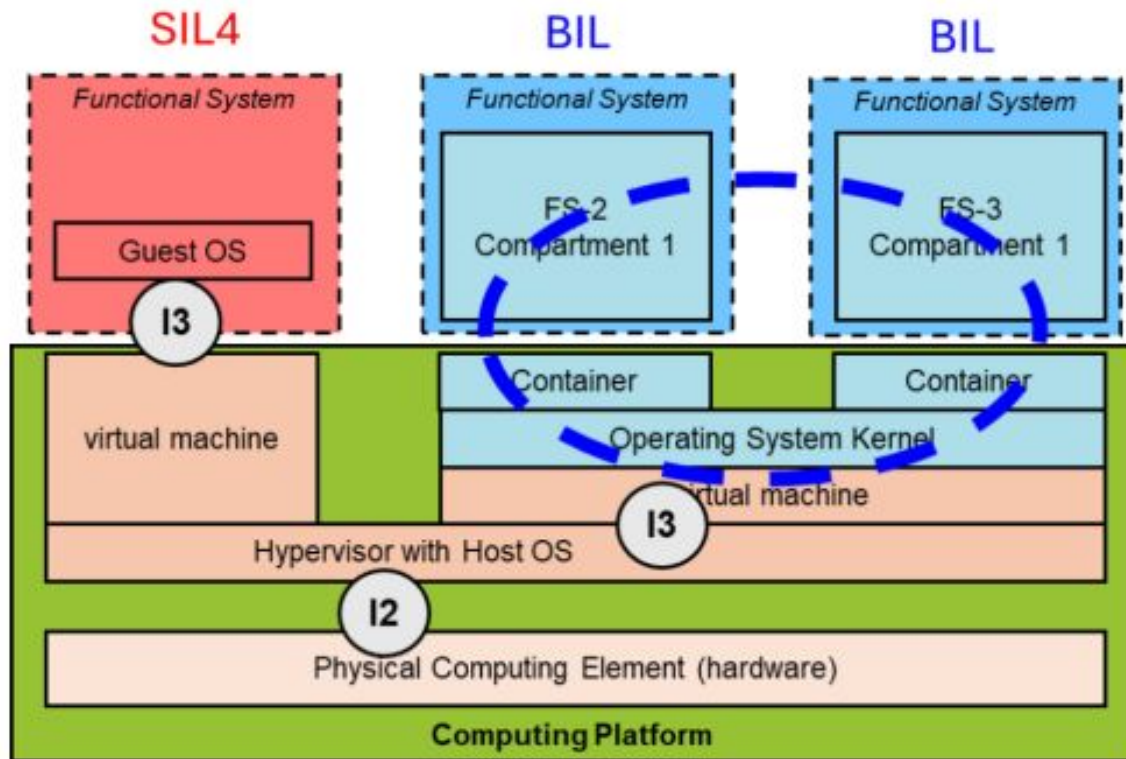 SIL4
BIL
BIL
Functional System
Functional System
Functional System
FS-2
Compartment 1
FS-3
Compartment 1
Guest OS
I3
virtual machine
Container
Container
Operating System Kernel
machine
I3
Hypervisor with Host OS
I2
Physical Computing Element (hardware)
Computing Platform